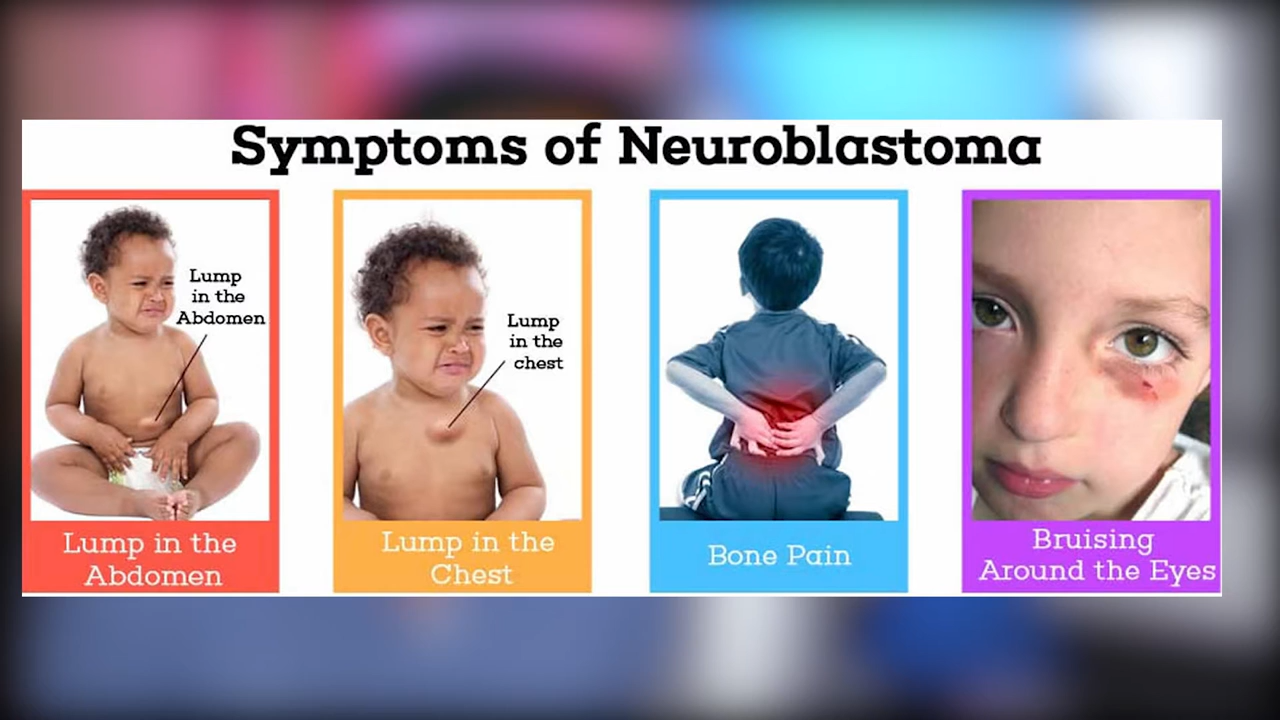 Symptoms of Neuroblastoma
Lump
in the
Abdomen
Lump in the
Abdomen
Lump
in the
chest
Lump in the
Chest
Bone Pain
Bruising
Around the Eyes